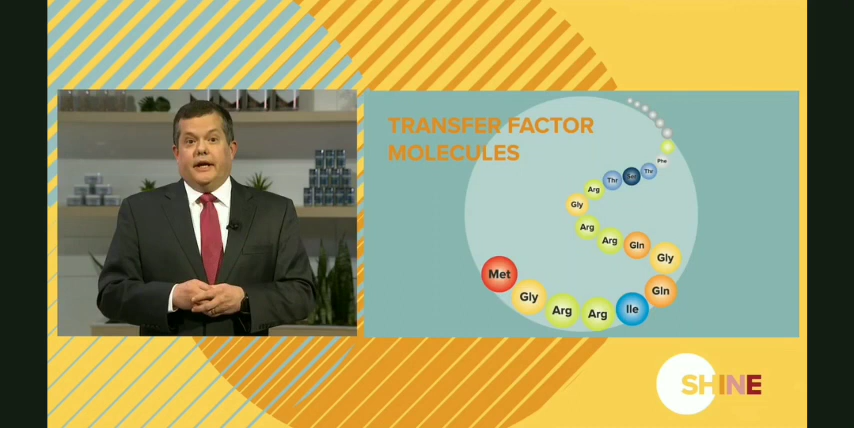 TRANSFER FACTOR
MOLECULES
Phe
Thr
Thr
Arg
Gly
Arg
Arg
Gln
Gly
Gln
Ile
Arg
Arg
Gly
Met
SHINE